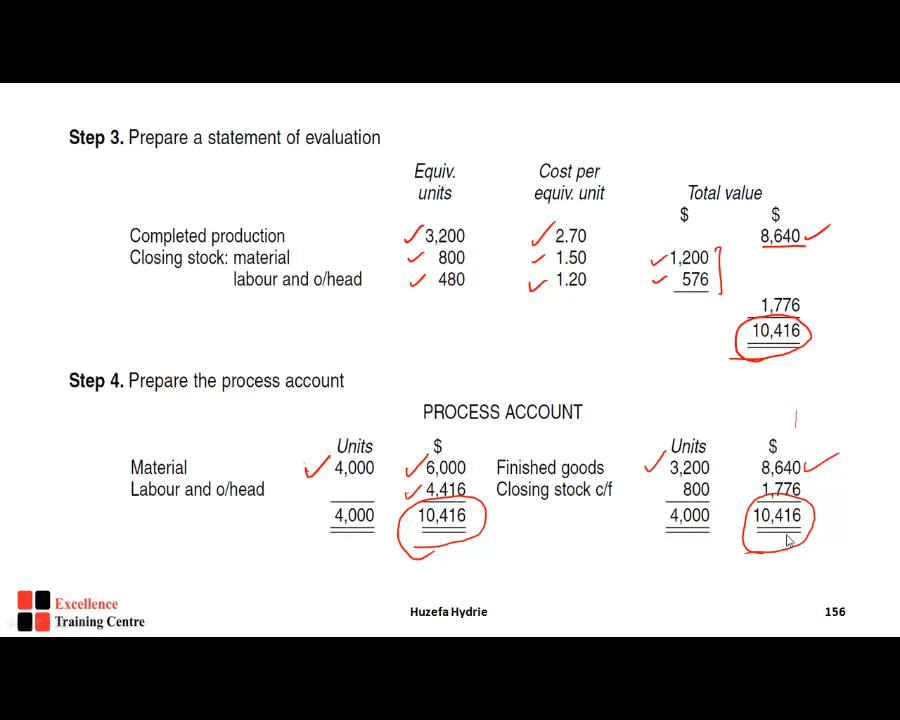 Step 3. Prepare a statement of evaluation
Equiv. Cost per
units equiv. unit Total value
$ $
Completed production 3,200 2.70 8,640
Closing stock: material 800 1.50 1,200
labour and o/head 480 1.20 576
1,776
10,416
Step 4. Prepare the process account
PROCESS ACCOUNT
Units $ Units $
Material 4,000 6,000 Finished goods 3,200 8,640
Labour and o/head 4,416 Closing stock c/f 800 1,776
4,000 10,416 4,000 10,416
Excellence
Training Centre
Huzefa Hydrie
156